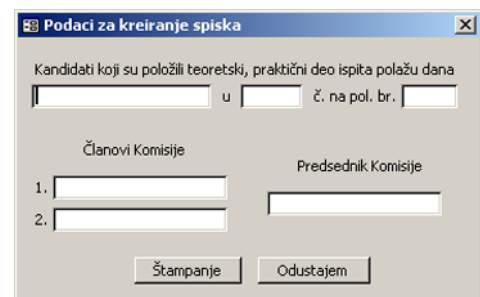 Podaci za kreiranje spiska
Kandidati koji su položili teoretski, praktični deo ispita polažu dana
u č. na pol. br.
Članovi Komisije
Predsednik Komisije
1.
2.
Štampanje Odustajem